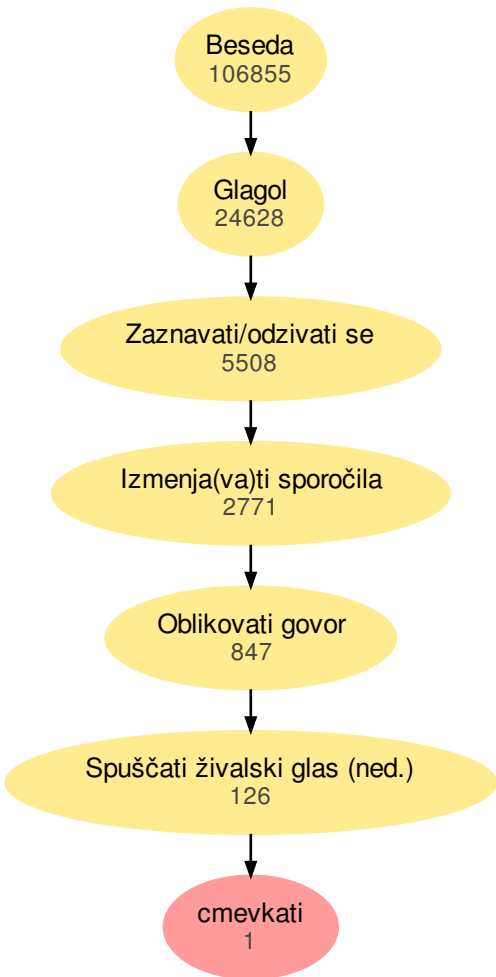 Beseda
106855
Glagol
24628
Zaznavati/odzivati se
5508
Izmenja(va)ti sporočila
2771
Oblikovati govor
847
Spuščati živalski glas (ned.)
126
cmevkati
1